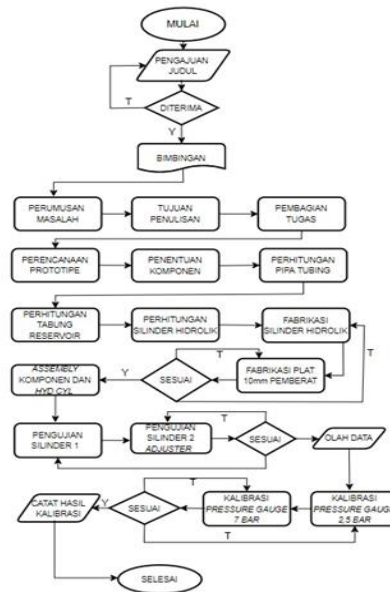 MULAI
PENGAJUAN
JUDUL
T
DITERIMA
Y
BIMBINGAN
PERUMUSAN
MASALAH
TUJUAN
PENULISAN
PEMBAGIAN
TUGAS
PERENCANAAN
PROTOTIPE
PENENTUAN
KOMPONEN
PERHITUNGAN
PIPA TUBING
PERHITUNGAN
TABUNG
RESERVOIR
PERHITUNGAN
SILINDER HIDROLIK
FABRIKASI
SILINDER HIDROLIK
T
ASSEMBLY
KOMPONEN DAN
HYD CYL
Y
SESUAI
FABRIKASI PLAT
10mm PEMBERAT
T
PENGUJIAN
SILINDER 1
PENGUJIAN
SILINDER 2
ADJUSTER
T
SESUAI
OLAH DATA
T
CATAT HASIL
KALIBRASI
Y
SESUAI
KALIBRASI
PRESSURE GAUGE
7 BAR
KALIBRASI
PRESSURE GAUGE
2,5 BAR
T
SELESAI